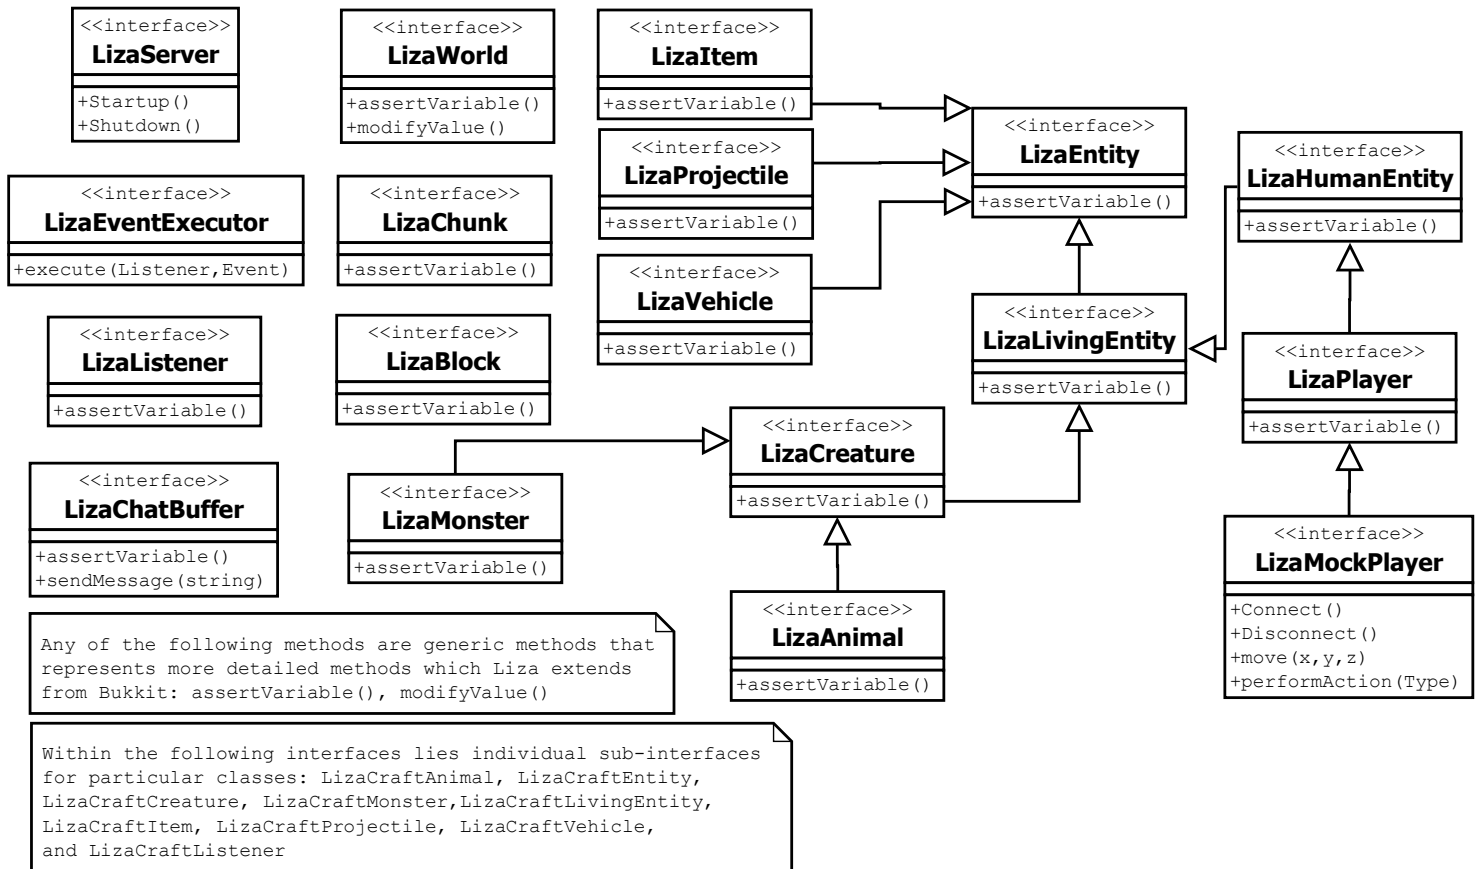 <<interface>>
LizaServer
+Startup()
+Shutdown()
<<interface>>
LizaWorld
+assertVariable()
+modifyValue()
<<interface>>
LizaItem
+assertVariable()
<<interface>>
LizaEntity
+assertVariable()
<<interface>>
LizaProjectile
+assertVariable()
<<interface>>
LizaHumanEntity
+assertVariable()
<<interface>>
LizaEventExecutor
+execute(Listener,Event)
<<interface>>
LizaChunk
+assertVariable()
<<interface>>
LizaVehicle
+assertVariable()
<<interface>>
LizaLivingEntity
+assertVariable()
<<interface>>
LizaListener
+assertVariable()
<<interface>>
LizaBlock
+assertVariable()
<<interface>>
LizaPlayer
+assertVariable()
<<interface>>
LizaCreature
+assertVariable()
<<interface>>
LizaChatBuffer
+assertVariable()
+sendMessage(string)
<<interface>>
LizaMonster
+assertVariable()
<<interface>>
LizaMockPlayer
+Connect()
+Disconnect()
+move(x,y,z)
+performAction(Type)
<<interface>>
LizaAnimal
+assertVariable()
Any of the following methods are generic methods that
represents more detailed methods which Liza extends
from Bukkit: assertVariable(), modifyValue()
Within the following interfaces lies individual sub-interfaces
for particular classes: LizaCraftAnimal, LizaCraftEntity,
LizaCraftCreature, LizaCraftMonster,LizaCraftLivingEntity,
LizaCraftItem, LizaCraftProjectile, LizaCraftVehicle,
and LizaCraftListener